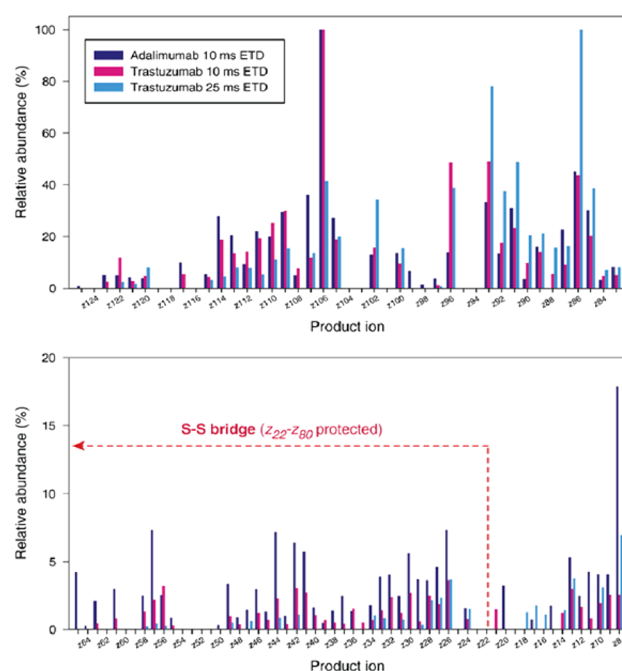 100
80
60
40
20
0
Relative abundance (%)
Adalimumab 10 ms ETD
Trastuzumab 10 ms ETD
Trastuzumab 25 ms ETD
z124 z122 z120 z118 z116 z114 z112 z110 z108 z106 z104 z102 z100 z98 z96 z94 z92 z90 z88 z86 z84
Product ion
20
15
10
5
0
Relative abundance (%)
S-S bridge (z22-z80 protected)
z64 z62 z60 z58 z56 z54 z52 z50 z48 z46 z44 z42 z40 z38 z36 z34 z32 z30 z28 z26 z24 z22 z20 z18 z16 z14 z12 z10 z8
Product ion